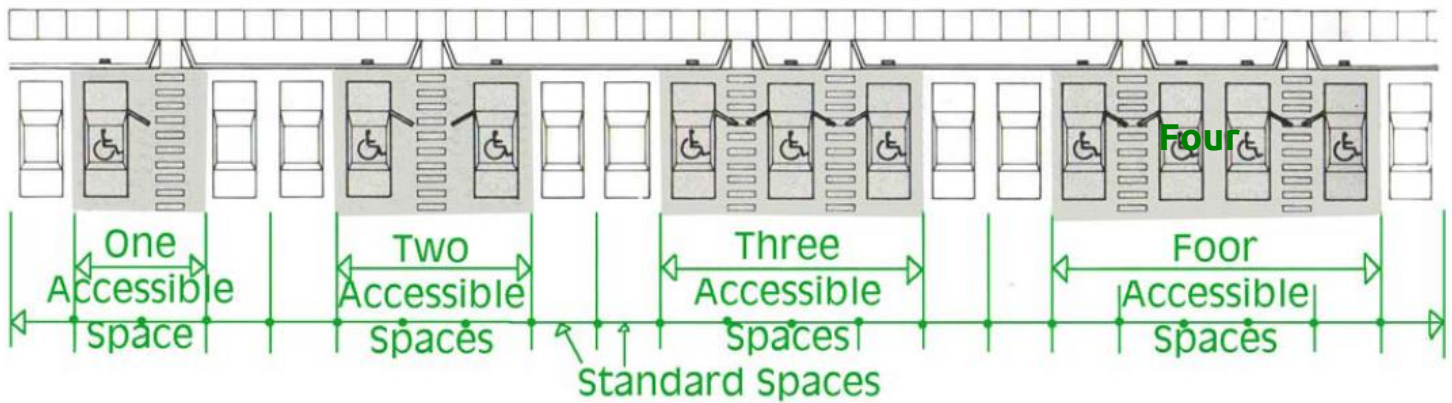 Four
One
Accessible
Space
Two
Accessible
Spaces
Three
Accessible
Spaces
Foor
Accessible
Spaces
Standard Spaces